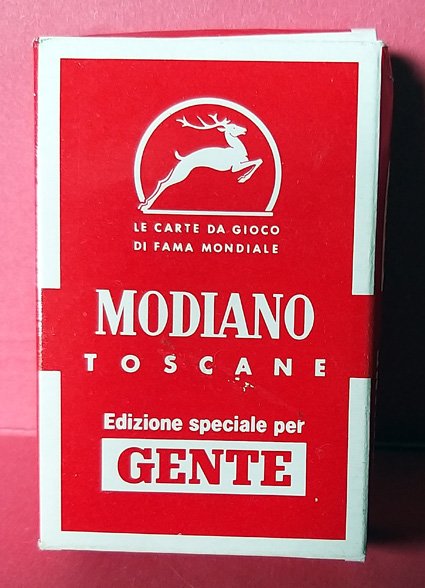 LE CARTE DA GIOCO
DI FAMA MONDIALE
MODIANO
TOSCANE
Edizione speciale per
GENTE